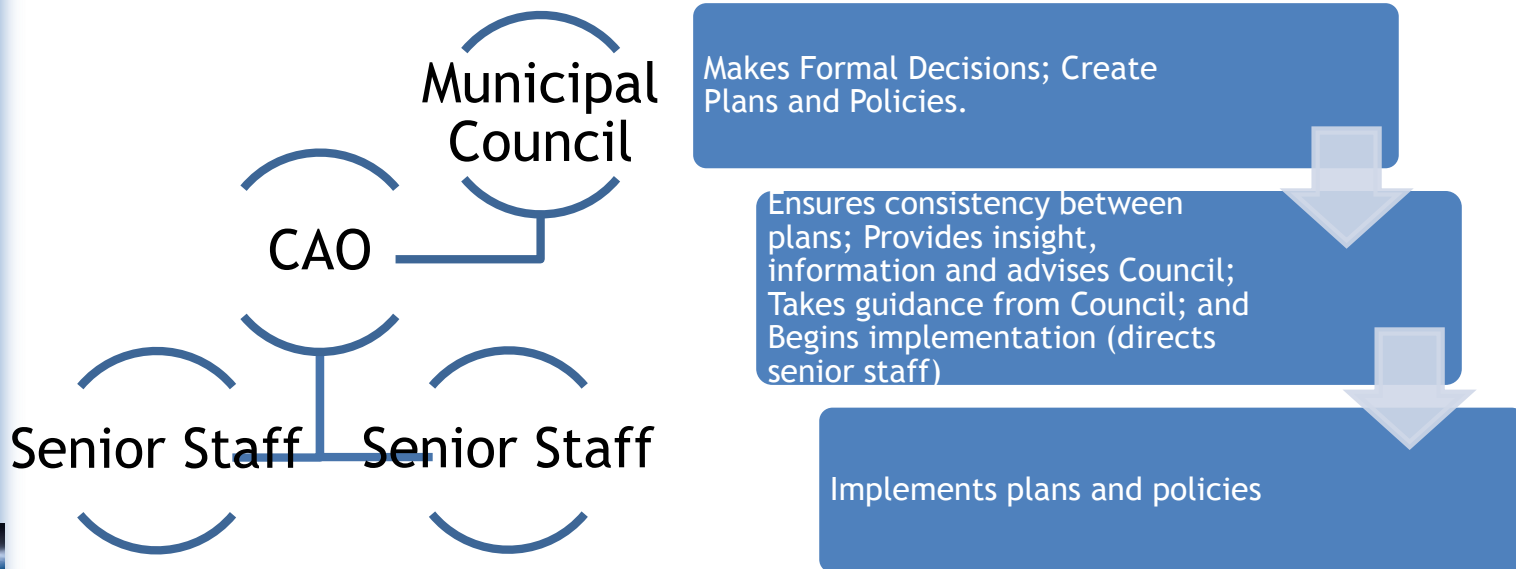 Municipal
Council
CAO
Senior Staff
Senior Staff
Makes Formal Decisions; Create
Plans and Policies.
Ensures consistency between
plans; Provides insight,
information and advises Council;
Takes guidance from Council; and
Begins implementation (directs
senior staff)
Implements plans and policies